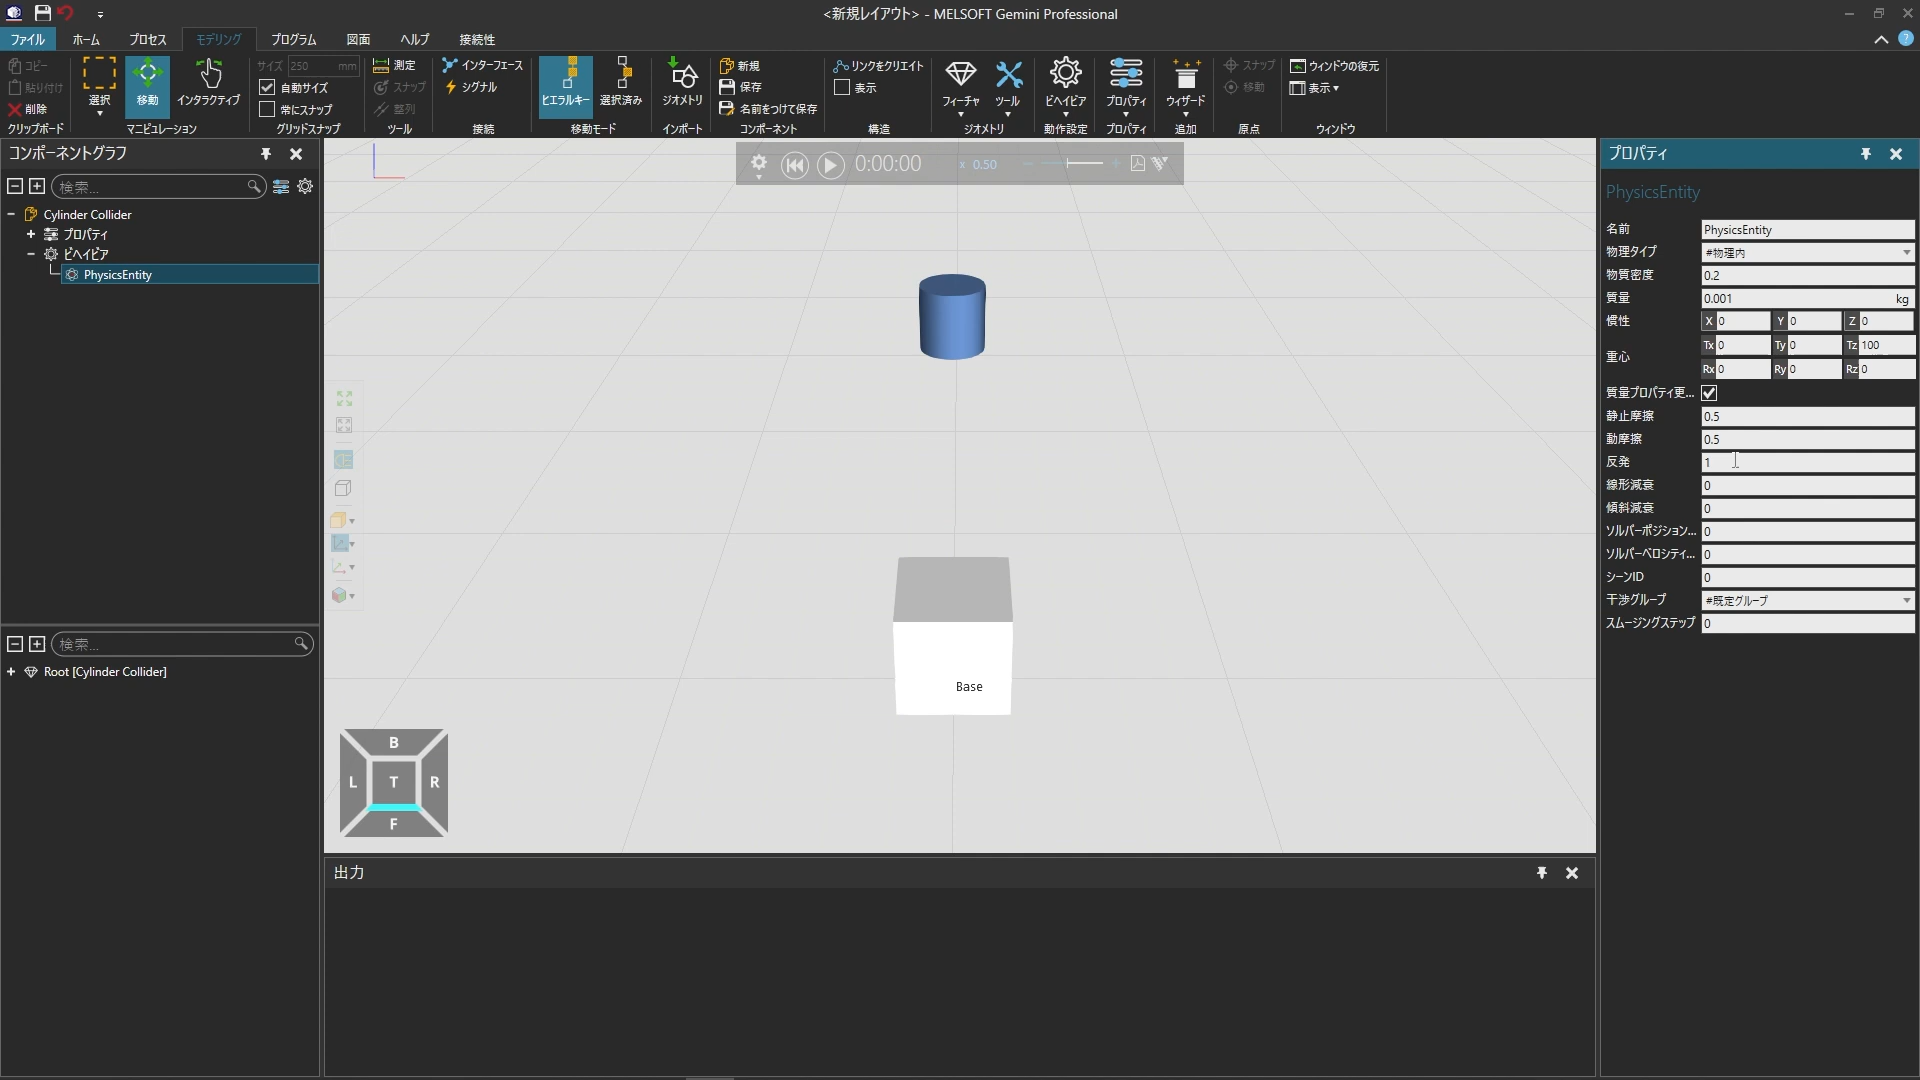 <新規レイアウト> - MELSOFT Gemini Professional
ファイル ホーム プロセス モデリング プログラム 図面 ヘルプ 接続性
コピー
貼り付け
削除
クリップボード
選択 移動 インタラクティブ
マニピュレーション
サイズ 250 mm
自動サイズ
常にスナップ
グリッドスナップ
測定
スナップ
整列
ツール
インターフェース
シグナル
接続
ヒエラルキー 選択済み
移動モード
ジオメトリ
インポート
新規
保存
名前をつけて保存
コンポーネント
リンクをクリエイト
表示
構造
フィーチャ ツール
ジオメトリ
ビヘイビア
動作設定
プロパティ
プロパティ
ウィザード
追加
スナップ
移動
原点
ウィンドウの復元
表示
ウィンドウ
コンポーネントグラフ
検索...
Cylinder Collider
プロパティ
ビヘイビア
PhysicsEntity
検索...
Root [Cylinder Collider]
0:00:00 x 0.50
Base
B
L T R
F
出力
プロパティ
PhysicsEntity
名前 PhysicsEntity
物理タイプ #物理内
物質密度 0.2
質量 0.001 kg
慣性 X 0 Y 0 Z 0
重心 Tx 0 Ty 0 Tz 100
Rx 0 Ry 0 Rz 0
質量プロパティ更...
静止摩擦 0.5
動摩擦 0.5
反発 1
線形減衰 0
傾斜減衰 0
ソルバーポジション... 0
ソルバーベロシティ... 0
シーンID 0
干渉グループ #既定グループ
スムージングステップ 0